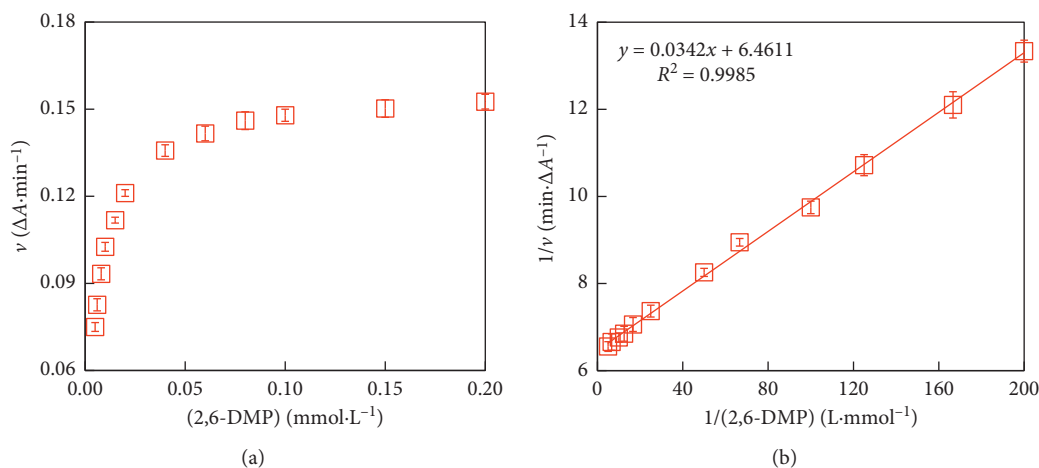 0.18
0.15
0.12
0.09
0.06
ν (ΔA·min⁻¹)
0.00 0.05 0.10 0.15 0.20
(2,6-DMP) (mmol·L⁻¹)
(a)
14
12
10
8
6
4
1/ν (min·ΔA⁻¹)
y = 0.0342x + 6.4611
R² = 0.9985
0 40 80 120 160 200
1/(2,6-DMP) (L·mmol⁻¹)
(b)